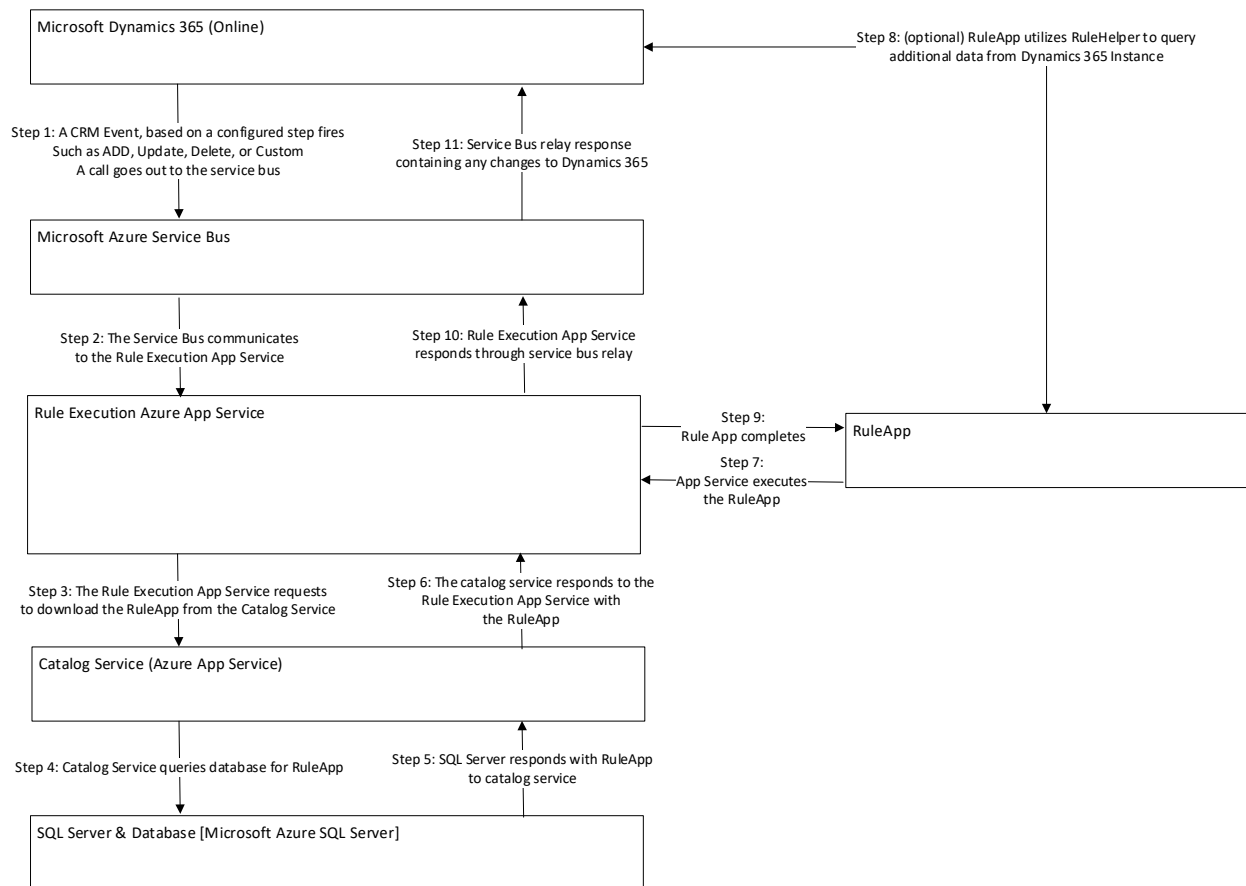 Microsoft Dynamics 365 (Online)
Step 8: (optional) RuleApp utilizes RuleHelper to query
additional data from Dynamics 365 Instance
Step 1: A CRM Event, based on a configured step fires
Such as ADD, Update, Delete, or Custom
A call goes out to the service bus
Step 11: Service Bus relay response
containing any changes to Dynamics 365
Microsoft Azure Service Bus
Step 2: The Service Bus communicates
to the Rule Execution App Service
Step 10: Rule Execution App Service
responds through service bus relay
Rule Execution Azure App Service
Step 9:
Rule App completes
RuleApp
Step 7:
App Service executes
the RuleApp
Step 3: The Rule Execution App Service requests
to download the RuleApp from the Catalog Service
Step 6: The catalog service responds to the
Rule Execution App Service with
the RuleApp
Catalog Service (Azure App Service)
Step 4: Catalog Service queries database for RuleApp
Step 5: SQL Server responds with RuleApp
to catalog service
SQL Server & Database [Microsoft Azure SQL Server]